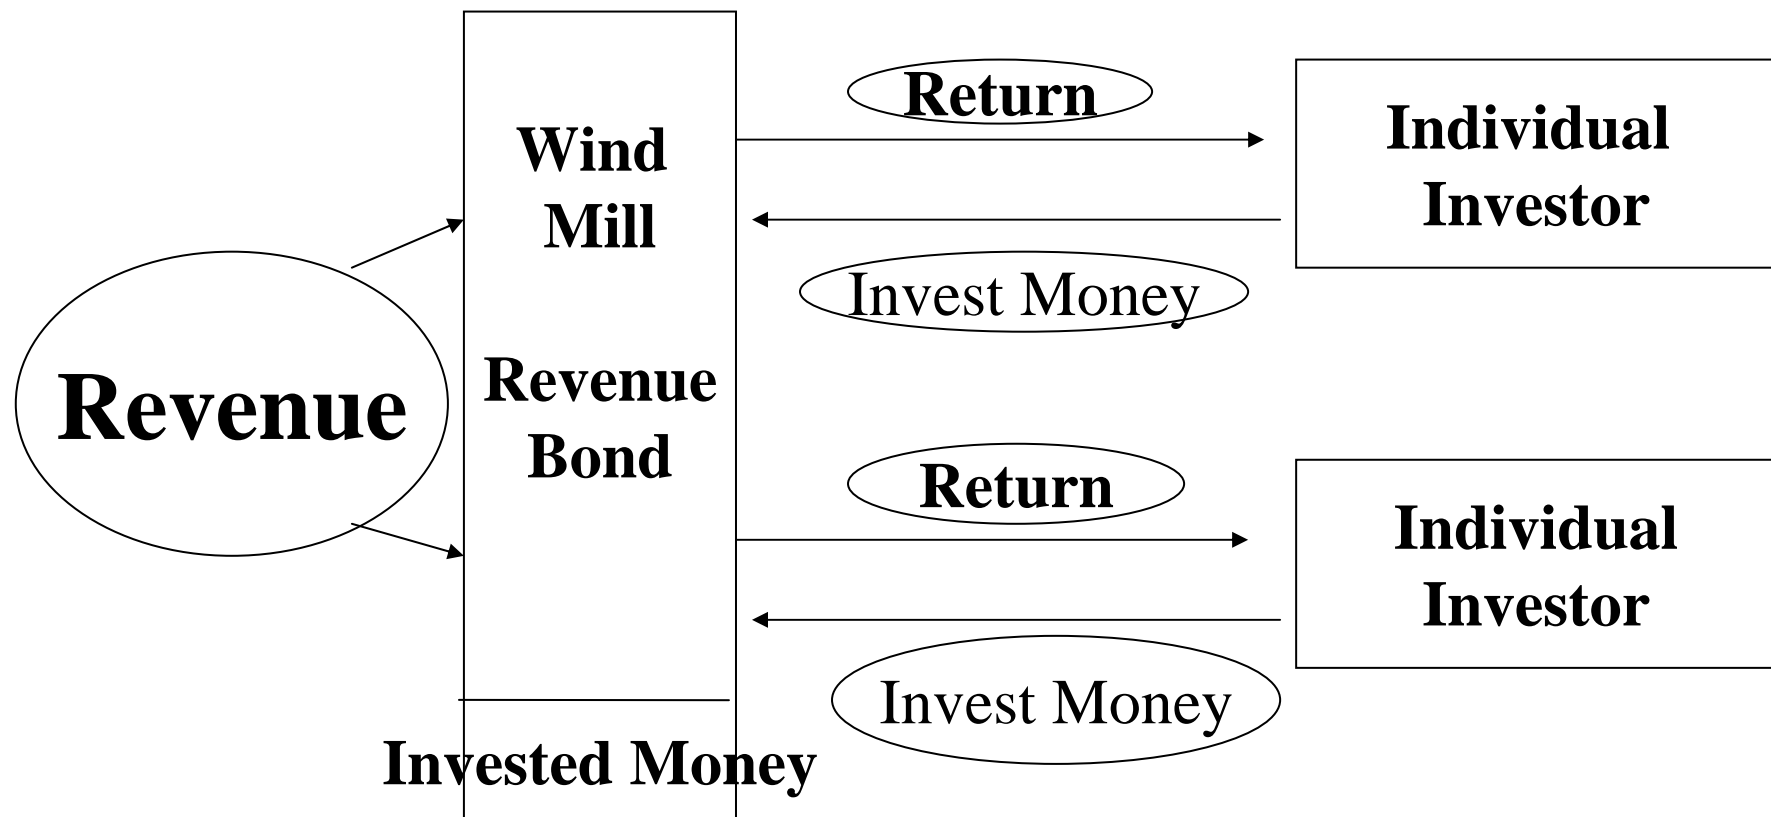 Revenue
Wind
Mill
Revenue
Bond
Invested Money
Return
Invest Money
Individual
Investor
Return
Invest Money
Individual
Investor